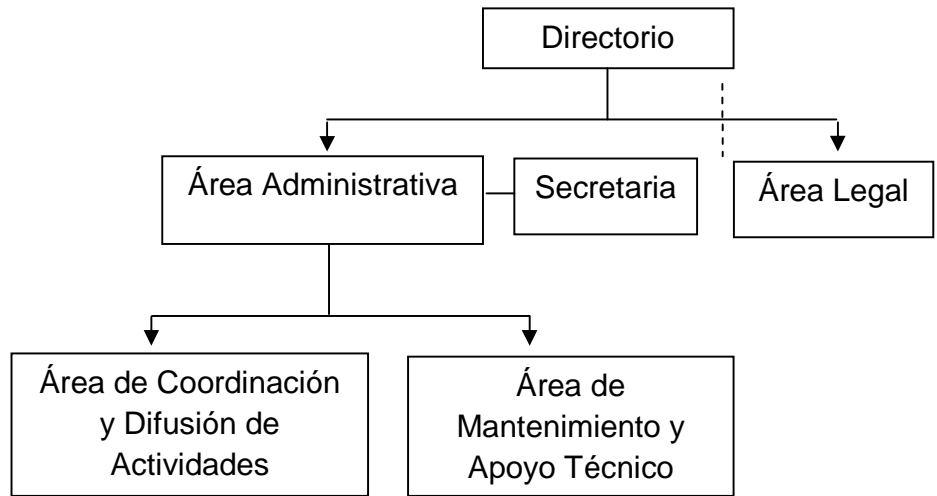 Directorio
Área Administrativa
Secretaria
Área Legal
Área de Coordinación
y Difusión de
Actividades
Área de
Mantenimiento y
Apoyo Técnico